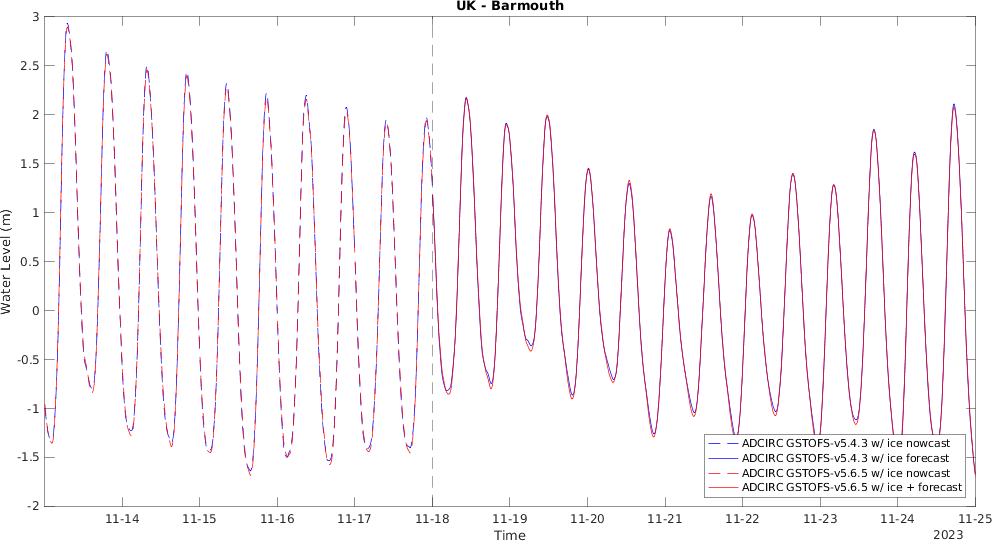 UK - Barmouth
3
2.5
2
1.5
1
0.5
0
-0.5
-1
-1.5
-2
Water Level (m)
ADCIRC GSTOFS-v5.4.3 w/ ice nowcast
ADCIRC GSTOFS-v5.4.3 w/ ice forecast
ADCIRC GSTOFS-v5.6.5 w/ ice nowcast
ADCIRC GSTOFS-v5.6.5 w/ ice + forecast
11-14 11-15 11-16 11-17 11-18 11-19 11-20 11-21 11-22 11-23 11-24 11-25
Time
2023